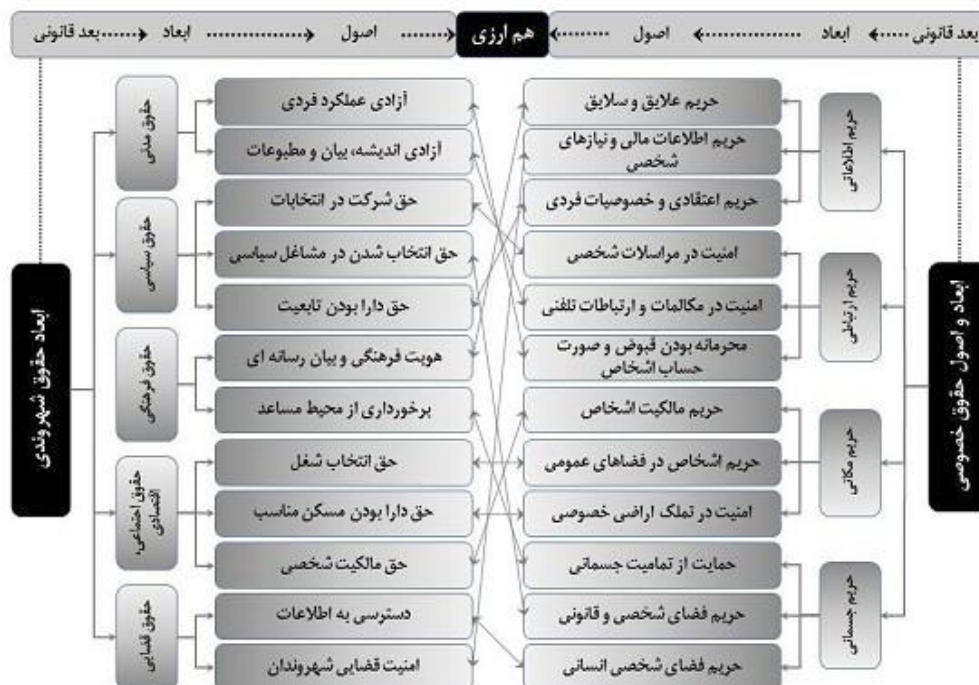 بعد قانونی
ابعاد
اصول
هم ارزی
اصول
ابعاد
بعد قانونی
ابعاد و اصول حقوق خصوصی
حریم اطلاعاتی
حریم علایق و سلایق
حریم اطلاعات مالی و نیازهای
شخصی
حریم اعتقادی و خصوصیات فردی
حریم ارتباطی
امنیت در مراسلات شخصی
امنیت در مکالمات و ارتباطات تلفنی
محرمانه بودن قبوض و صورت
حساب اشخاص
حریم مکانی
حریم مالکیت اشخاص
حریم اشخاص در فضاهای عمومی
امنیت در تملک اراضی خصوصی
حریم جسمانی
حمایت از تمامیت جسمانی
حریم فضای شخصی و قانونی
حریم فضای شخصی انسانی
آزادی عملکرد فردی
آزادی اندیشه، بیان و مطبوعات
حقوق مدنی
حق شرکت در انتخابات
حق انتخاب شدن در مشاغل سیاسی
حق دارا بودن تابعیت
حقوق سیاسی
هویت فرهنگی و بیان رسانه ای
برخورداری از محیط مساعد
حقوق فرهنگی
حق انتخاب شغل
حق دارا بودن مسکن مناسب
حق مالکیت شخصی
حقوق اجتماعی،
اقتصادی
دسترسی به اطلاعات
امنیت قضایی شهروندان
حقوق قضایی
ابعاد حقوق شهروندی